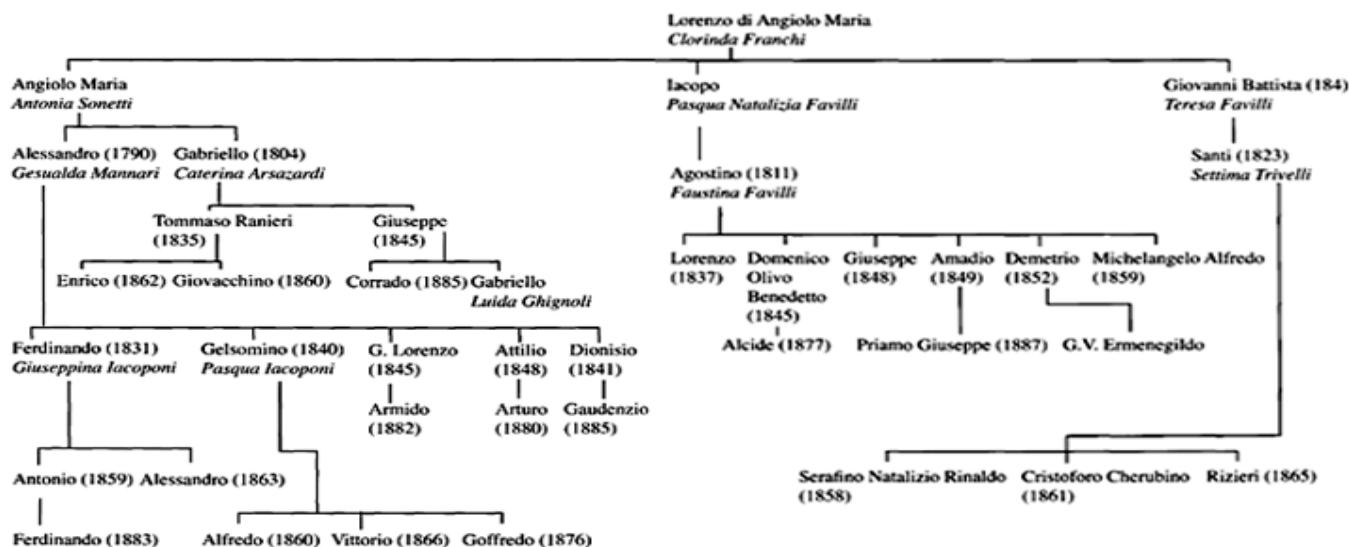 Lorenzo di Angiolo Maria
Clorinda Franchi
Angiolo Maria
Antonia Sonetti
Iacopo
Pasqua Natalizia Favilli
Giovanni Battista (184)
Teresa Favilli
Alessandro (1790)
Gesualda Mannari
Gabriello (1804)
Caterina Arsazardi
Agostino (1811)
Faustina Favilli
Santi (1823)
Settima Trivelli
Tommaso Ranieri
(1835)
Giuseppe
(1845)
Enrico (1862)
Giovacchino (1860)
Corrado (1885)
Gabriello
Luida Ghignoli
Lorenzo
(1837)
Domenico
Olivo
Benedetto
(1845)
Giuseppe
(1848)
Amadio
(1849)
Demetrio
(1852)
Michelangelo Alfredo
(1859)
Alcide (1877)
Priamo Giuseppe (1887)
G.V. Ermenegildo
Ferdinando (1831)
Giuseppina Iacoponi
Gelsomino (1840)
Pasqua Iacoponi
G. Lorenzo
(1845)
Attilio
(1848)
Dionisio
(1841)
Armido
(1882)
Arturo
(1880)
Gaudenzio
(1885)
Antonio (1859)
Alessandro (1863)
Serafino Natalizio Rinaldo
(1858)
Cristoforo Cherubino
(1861)
Rizieri (1865)
Ferdinando (1883)
Alfredo (1860)
Vittorio (1866)
Goffredo (1876)